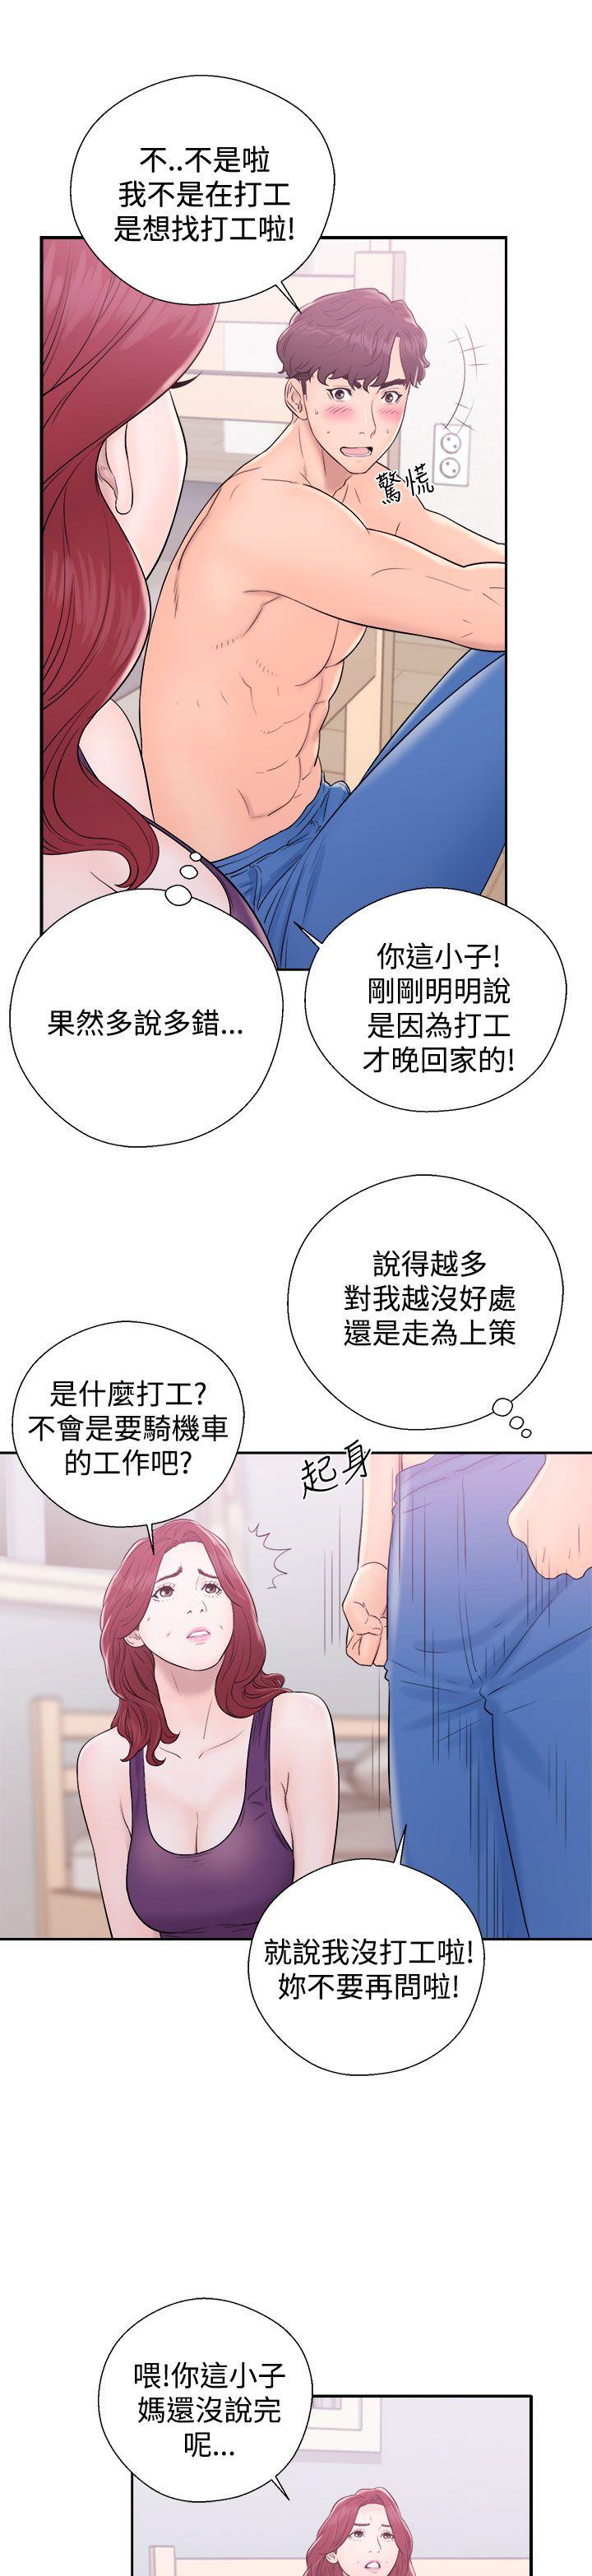 不..不是啦
我不是在打工
是想找打工啦!
驚慌
你這小子!
剛剛明明說
是因為打工
才晚回家的!
果然多說多錯...
說得越多
對我越沒好處
還是走為上策
是什麼打工?
不會是要騎機車
的工作吧?
起身
就說我沒打工啦!
妳不要再問啦!
喂!你這小子
媽還沒說完
呢...